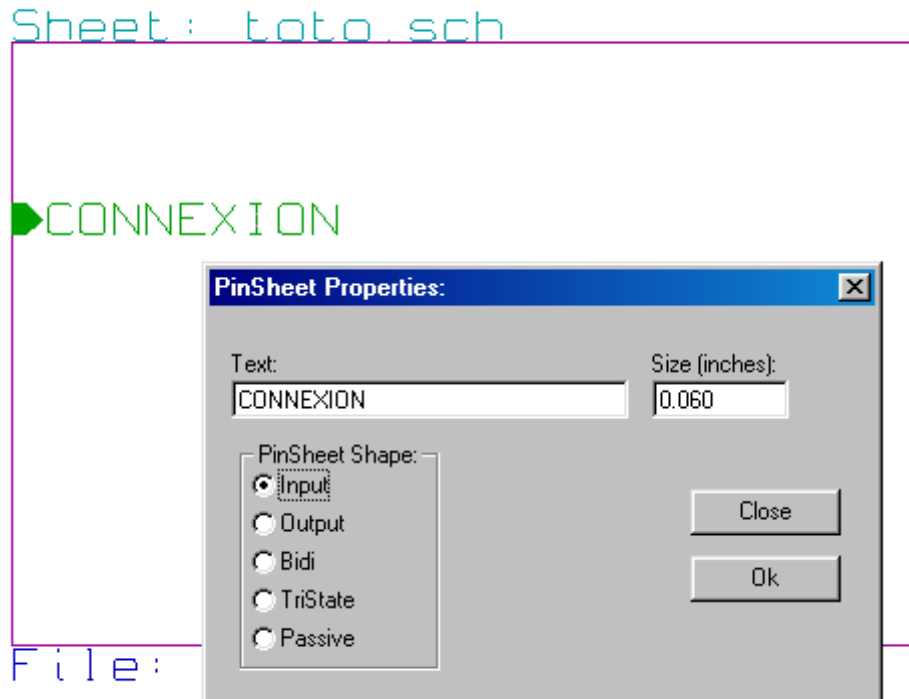 Sheet: toto.sch
CONNEXION
PinSheet Properties:
Text:
Size (inches):
CONNEXION
0.060
PinSheet Shape:
Input
Output
Bidi
TriState
Passive
Close
Ok
File: